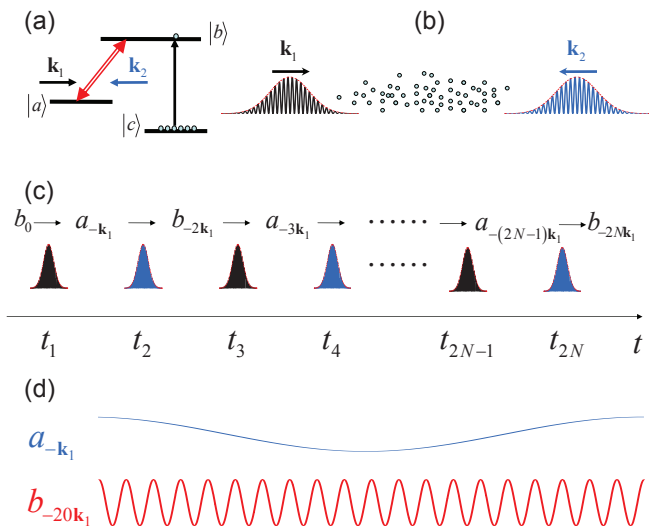 (a)
|b⟩
k₁
k₂
|a⟩
|c⟩
(b)
k₁
k₂
(c)
b₀ → a₋ₖ₁ → b₋₂ₖ₁ → a₋₃ₖ₁ → ...... → a₋(2N−1)k₁ → b₋2Nk₁
......
t₁ t₂ t₃ t₄ t₂N₋₁ t₂N t
(d)
a₋ₖ₁
b₋₂₀ₖ₁